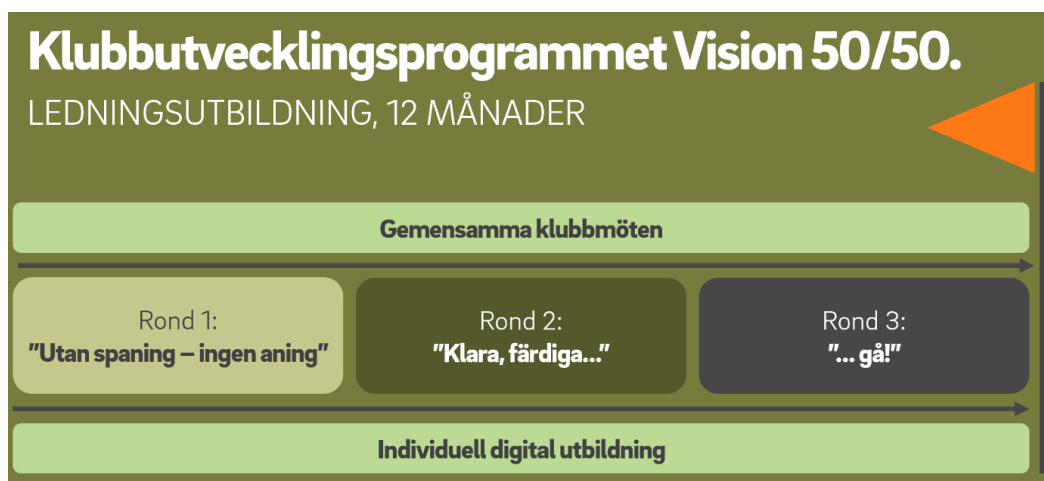 Klubbutvecklingsprogrammet Vision 50/50.
LEDNINGSUTBILDNING, 12 MÅNADER
Gemensamma klubbmöten
Rond 1:
"Utan spaning – ingen aning"
Rond 2:
"Klara, färdiga..."
Rond 3:
"... gå!"
Individuell digital utbildning